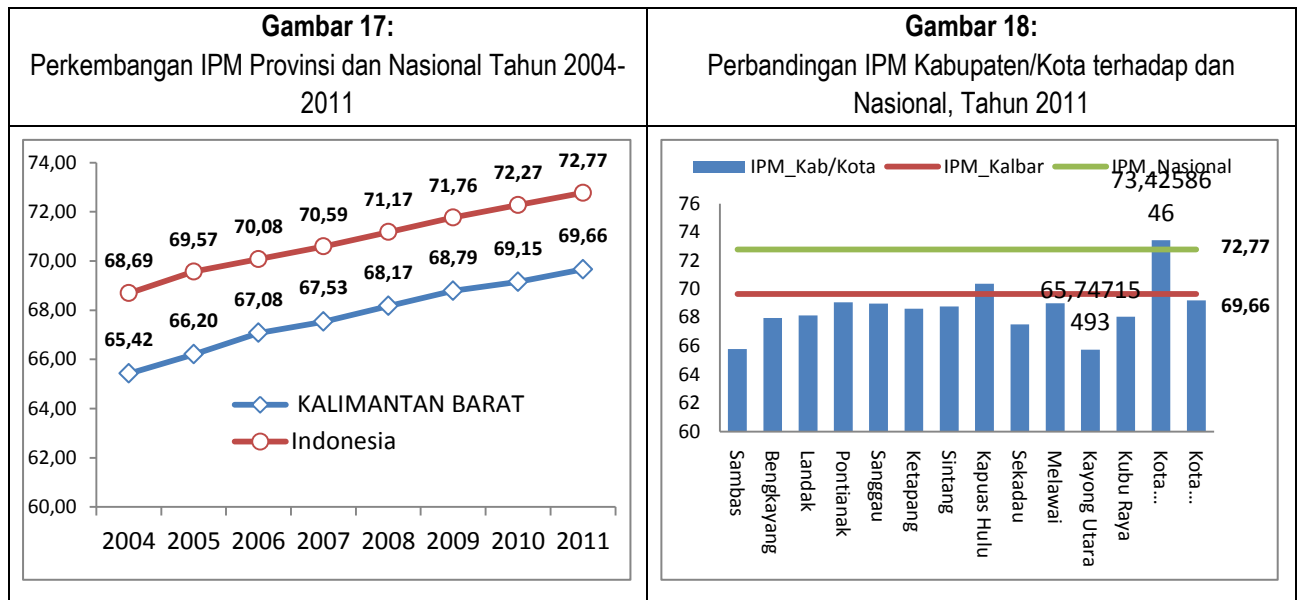 Gambar 17:
Perkembangan IPM Provinsi dan Nasional Tahun 2004-
2011
74,00
72,00
70,00
68,00
66,00
64,00
62,00
60,00
68,69
69,57
70,08
70,59
71,17
71,76
72,27
72,77
65,42
66,20
67,08
67,53
68,17
68,79
69,15
69,66
KALIMANTAN BARAT
Indonesia
2004 2005 2006 2007 2008 2009 2010 2011
Gambar 18:
Perbandingan IPM Kabupaten/Kota terhadap dan
Nasional, Tahun 2011
IPM_Kab/Kota IPM_Kalbar IPM_Nasional
73,42586
46
76
74
72
70
68
66
64
62
60
72,77
69,66
65,74715
493
Sambas
Bengkayang
Landak
Pontianak
Sanggau
Ketapang
Sintang
Kapuas Hulu
Sekadau
Melawai
Kayong Utara
Kubu Raya
Kota...
Kota...